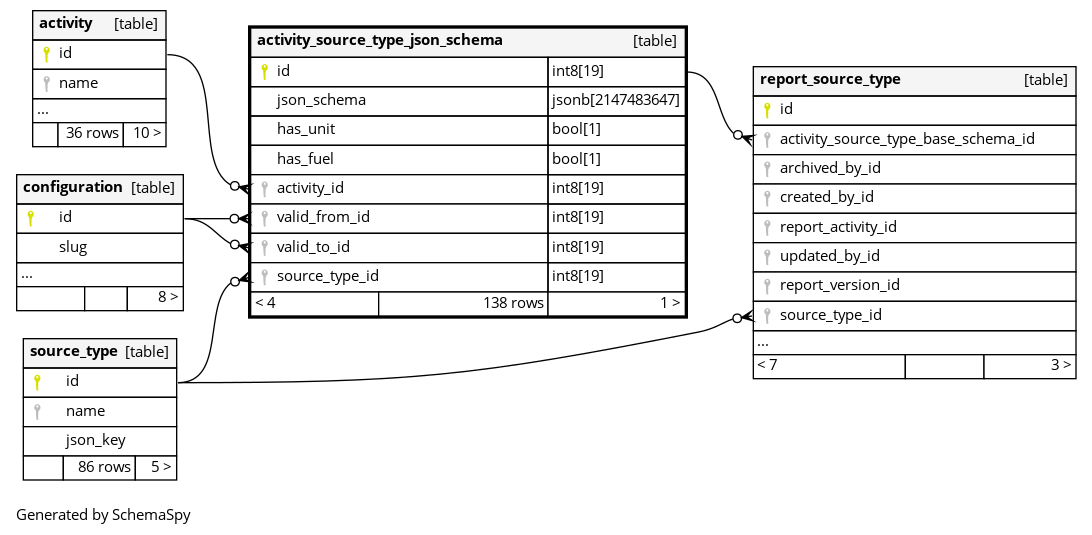 activity [table]
id
name
...
36 rows 10 >
configuration [table]
id
slug
...
8 >
source_type [table]
id
name
json_key
86 rows 5 >
activity_source_type_json_schema [table]
id int8[19]
json_schema jsonb[2147483647]
has_unit bool[1]
has_fuel bool[1]
activity_id int8[19]
valid_from_id int8[19]
valid_to_id int8[19]
source_type_id int8[19]
< 4 138 rows 1 >
report_source_type [table]
id
activity_source_type_base_schema_id
archived_by_id
created_by_id
report_activity_id
updated_by_id
report_version_id
source_type_id
...
< 7 3 >
Generated by SchemaSpy